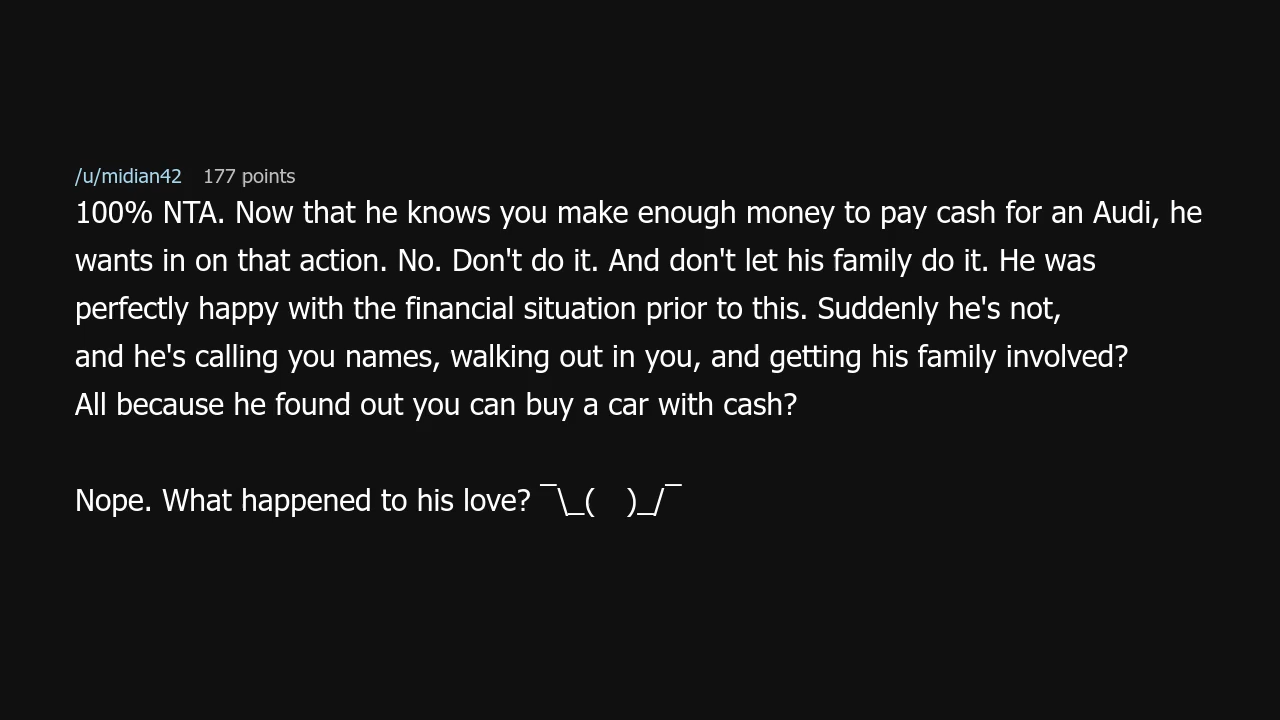 /u/midian42 177 points
100% NTA. Now that he knows you make enough money to pay cash for an Audi, he
wants in on that action. No. Don't do it. And don't let his family do it. He was
perfectly happy with the financial situation prior to this. Suddenly he's not,
and he's calling you names, walking out in you, and getting his family involved?
All because he found out you can buy a car with cash?
Nope. What happened to his love? ¯\_( )_/¯